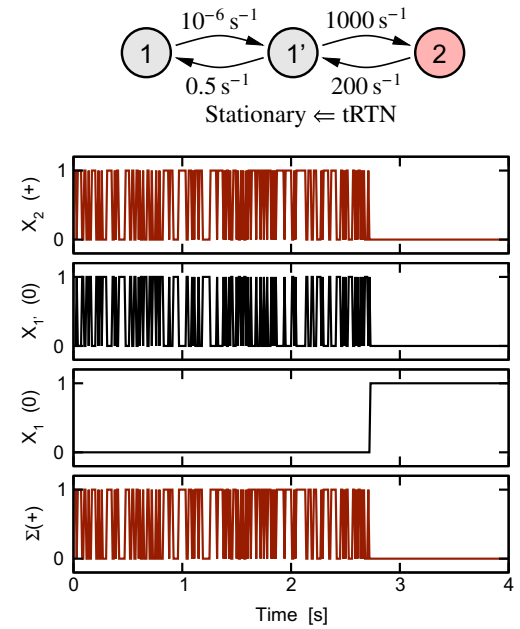 10⁻⁶ s⁻¹ 1000 s⁻¹
1 1' 2
0.5 s⁻¹ 200 s⁻¹
Stationary ⇐ tRTN
X₂ (+)
1
0
X₁' (0)
1
0
X₁ (0)
1
0
Σ(+)
1
0
0 1 2 3 4
Time [s]